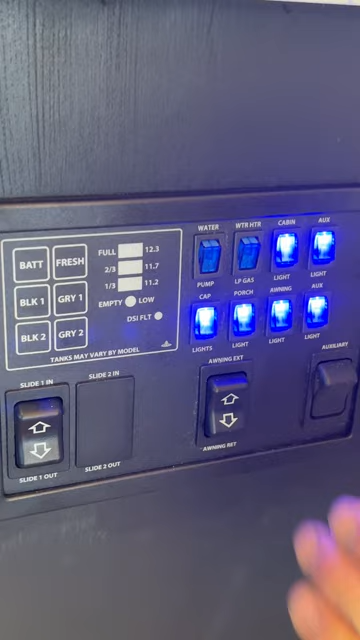 WATER WTR HTR CABIN AUX
PUMP LP GAS LIGHT LIGHT
CAP PORCH AWNING AUX
LIGHTS LIGHT LIGHT LIGHT
BATT FRESH
BLK 1 GRY 1
BLK 2 GRY 2
FULL 12.3
2/3 11.7
1/3 11.2
EMPTY LOW
DSI FLT
TANKS MAY VARY BY MODEL
SLIDE 1 IN
SLIDE 1 OUT
SLIDE 2 IN
SLIDE 2 OUT
AWNING EXT
AWNING RET
AUXILIARY